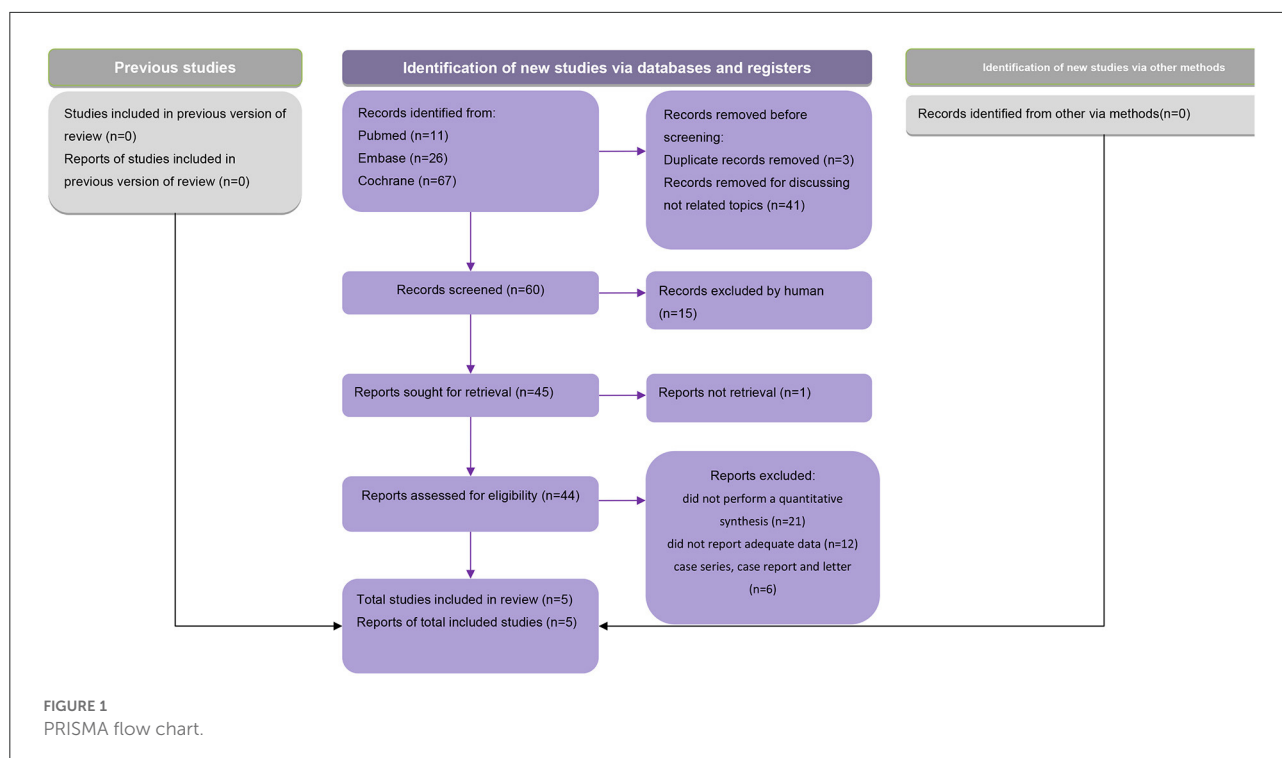 Previous studies
Studies included in previous version of
review (n=0)
Reports of studies included in
previous version of review (n=0)
Identification of new studies via databases and registers
Records identified from:
Pubmed (n=11)
Embase (n=26)
Cochrane (n=67)
Records removed before
screening:
Duplicate records removed (n=3)
Records removed for discussing
not related topics (n=41)
Identification of new studies via other methods
Records identified from other via methods(n=0)
Records screened (n=60)
Records excluded by human
(n=15)
Reports sought for retrieval (n=45)
Reports not retrieval (n=1)
Reports assessed for eligibility (n=44)
Reports excluded:
did not perform a quantitative
synthesis (n=21)
did not report adequate data (n=12)
case series, case report and letter
(n=6)
Total studies included in review (n=5)
Reports of total included studies (n=5)
FIGURE 1
PRISMA flow chart.